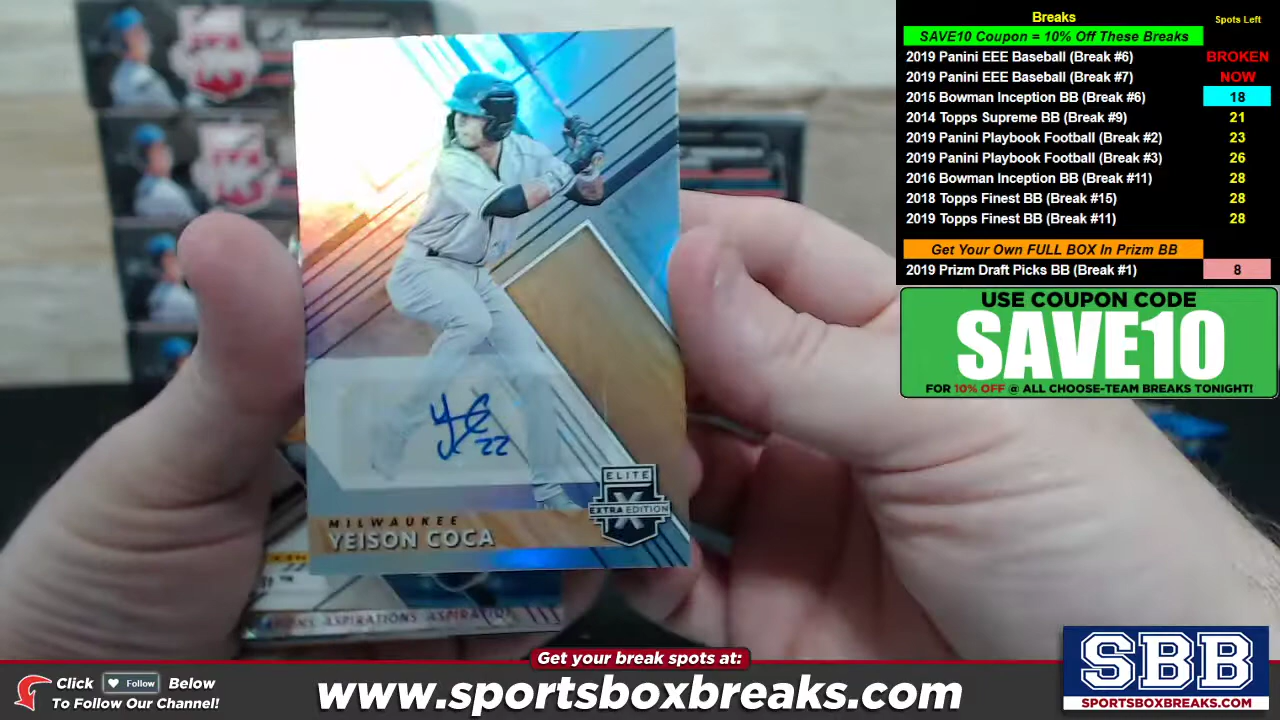 Breaks
Spots Left
SAVE10 Coupon = 10% Off These Breaks
2019 Panini EEE Baseball (Break #6) BROKEN
2019 Panini EEE Baseball (Break #7) NOW
2015 Bowman Inception BB (Break #6) 18
2014 Topps Supreme BB (Break #9) 21
2019 Panini Playbook Football (Break #2) 23
2019 Panini Playbook Football (Break #3) 26
2016 Bowman Inception BB (Break #11) 28
2018 Topps Finest BB (Break #15) 28
2019 Topps Finest BB (Break #11) 28
Get Your Own FULL BOX In Prizm BB
2019 Prizm Draft Picks BB (Break #1) 8
USE COUPON CODE
SAVE10
FOR 10% OFF @ ALL CHOOSE-TEAM BREAKS TONIGHT!
22
ELITE
X
EXTRA EDITION
MILWAUKEE
YEISON COCA
ASPIRATIONS
Get your break spots at:
Click Follow Below
To Follow Our Channel!
www.sportsboxbreaks.com
SBB
SPORTSBOXBREAKS.COM